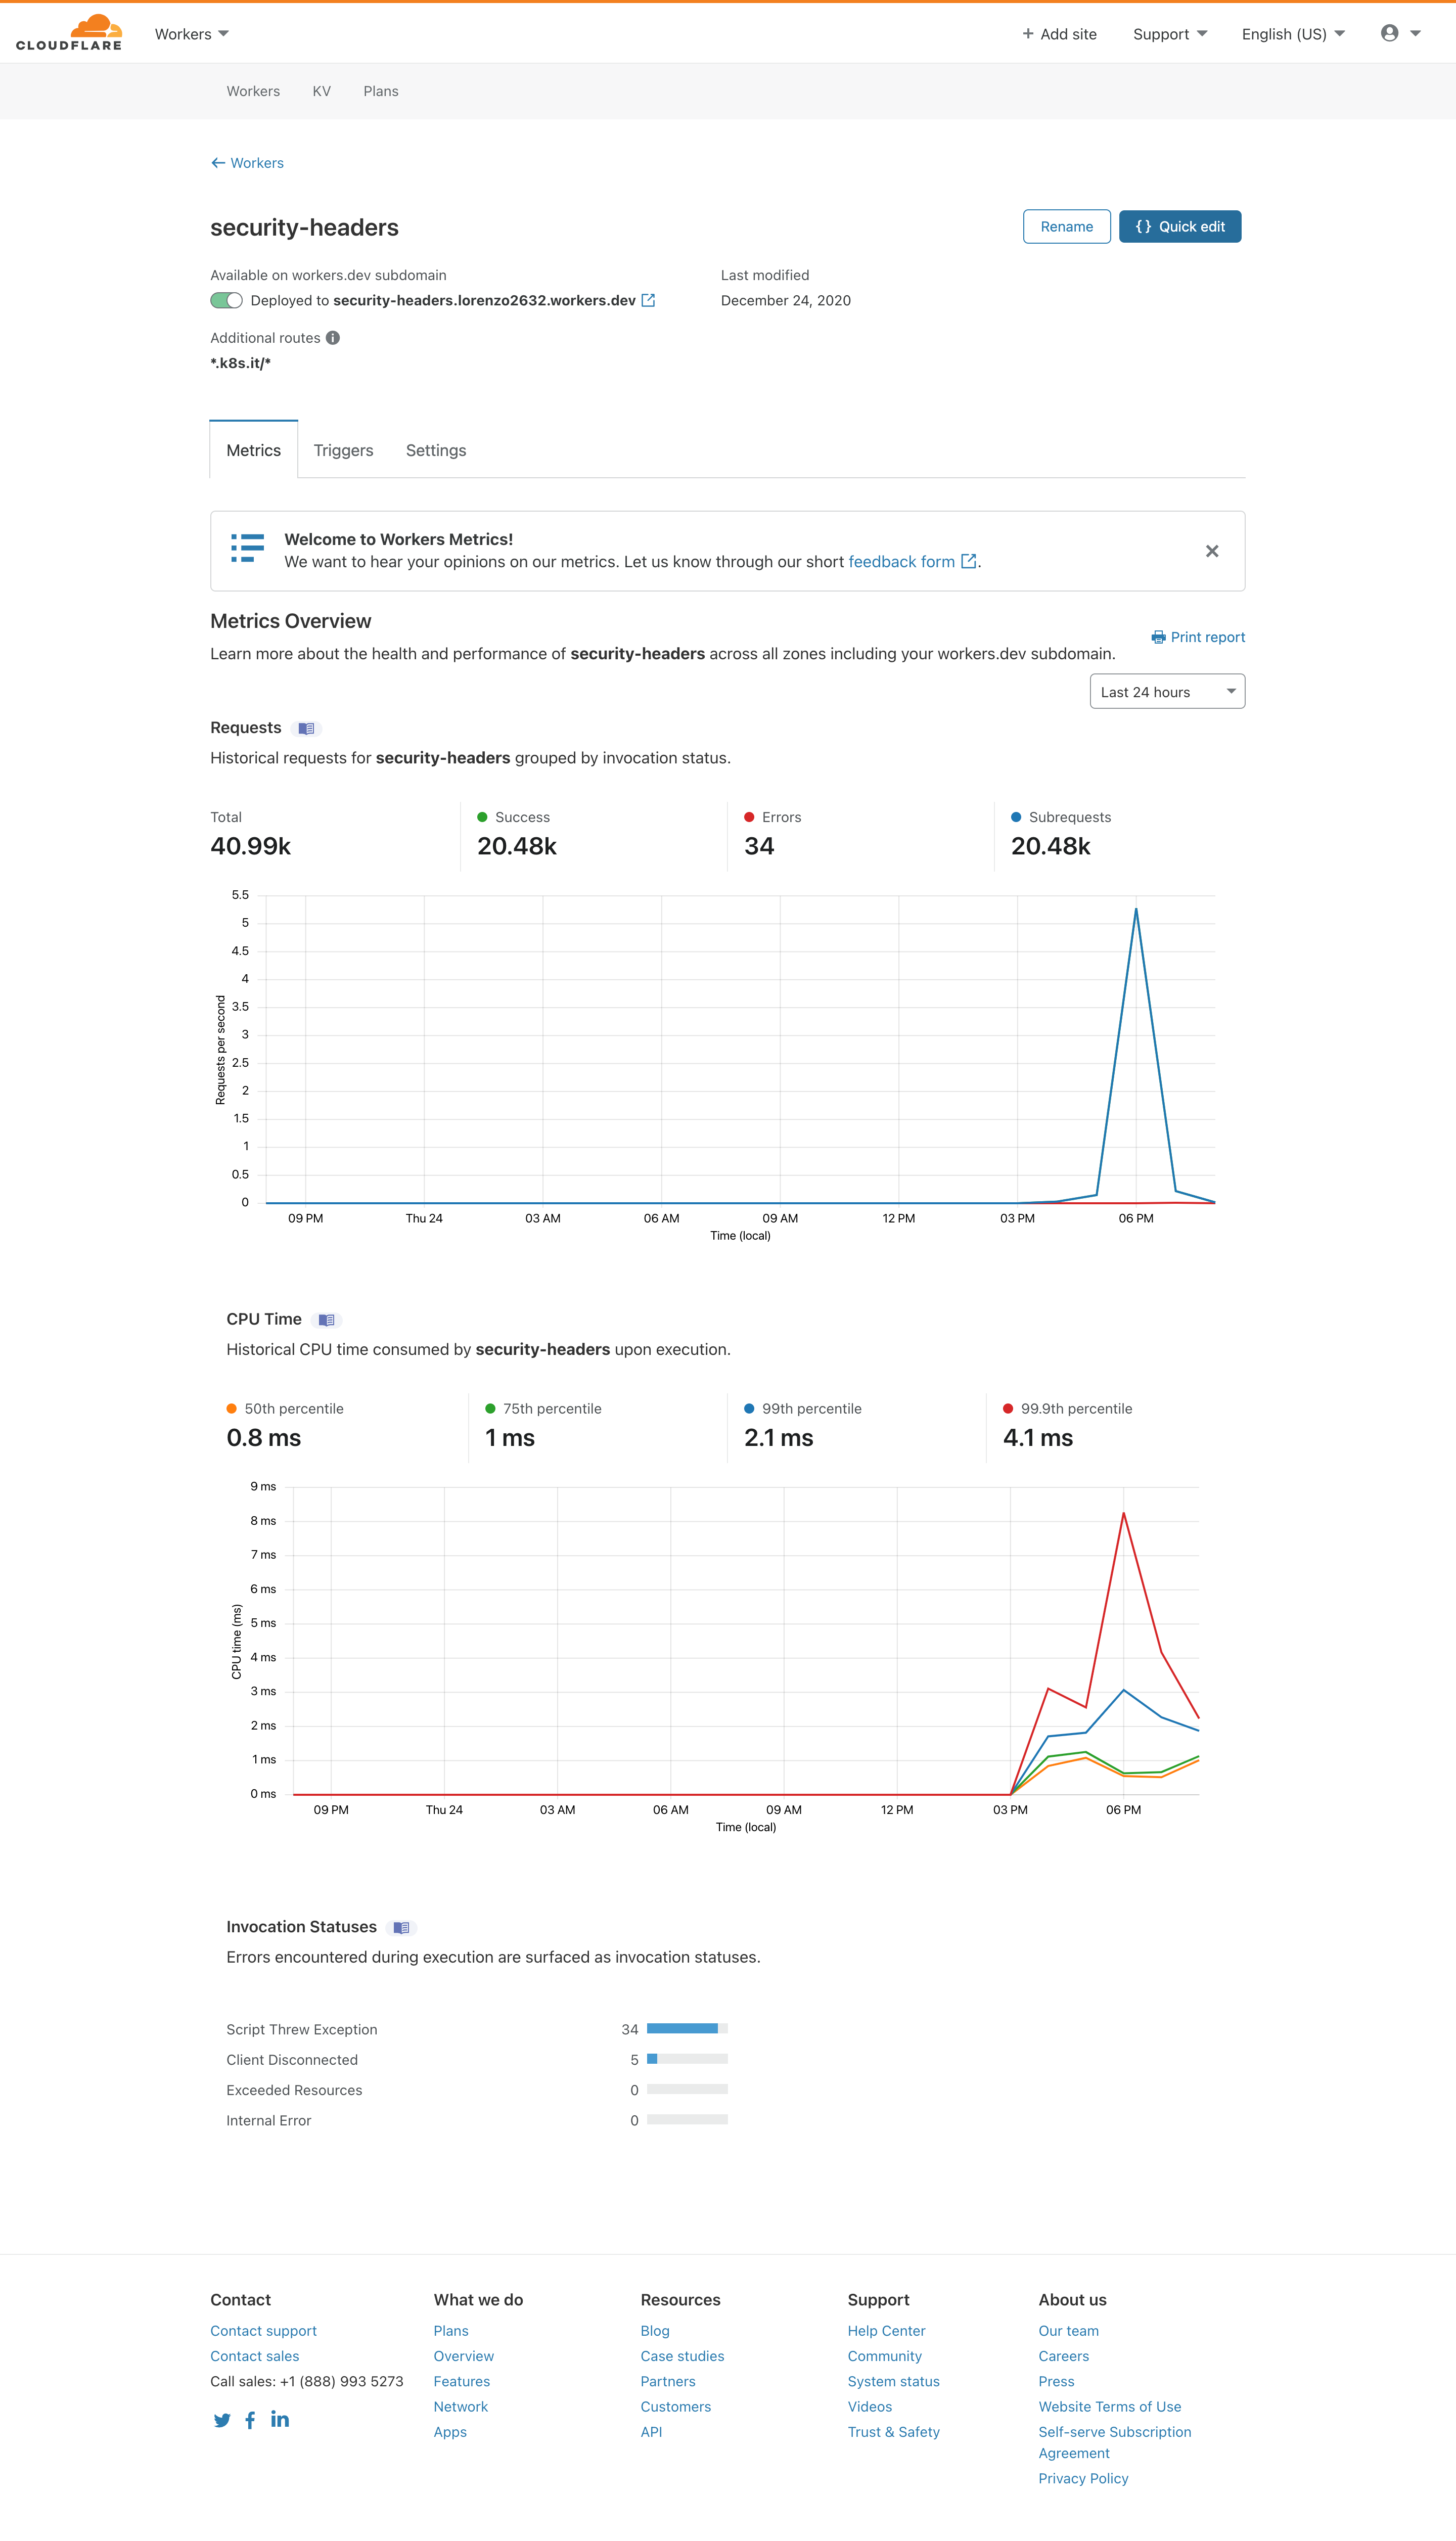 CLOUDFLARE
Workers
Add site
Support
English (US)
Workers
KV
Plans
Workers
security-headers
Rename
{ } Quick edit
Available on workers.dev subdomain
Deployed to security-headers.lorenzo2632.workers.dev
Last modified
December 24, 2020
Additional routes
*.k8s.it/*
Metrics
Triggers
Settings
Welcome to Workers Metrics!
We want to hear your opinions on our metrics. Let us know through our short feedback form.
Metrics Overview
Print report
Learn more about the health and performance of security-headers across all zones including your workers.dev subdomain.
Last 24 hours
Requests
Historical requests for security-headers grouped by invocation status.
Total
40.99k
Success
20.48k
Errors
34
Subrequests
20.48k
5.5
5
4.5
4
3.5
3
2.5
2
1.5
1
0.5
0
Requests per second
09 PM
Thu 24
03 AM
06 AM
09 AM
12 PM
03 PM
06 PM
Time (local)
CPU Time
Historical CPU time consumed by security-headers upon execution.
50th percentile
0.8 ms
75th percentile
1 ms
99th percentile
2.1 ms
99.9th percentile
4.1 ms
9 ms
8 ms
7 ms
6 ms
5 ms
4 ms
3 ms
2 ms
1 ms
0 ms
CPU time (ms)
09 PM
Thu 24
03 AM
06 AM
09 AM
12 PM
03 PM
06 PM
Time (local)
Invocation Statuses
Errors encountered during execution are surfaced as invocation statuses.
Script Threw Exception 34
Client Disconnected 5
Exceeded Resources 0
Internal Error 0
Contact
Contact support
Contact sales
Call sales: +1 (888) 993 5273
What we do
Plans
Overview
Features
Network
Apps
Resources
Blog
Case studies
Partners
Customers
API
Support
Help Center
Community
System status
Videos
Trust & Safety
About us
Our team
Careers
Press
Website Terms of Use
Self-serve Subscription
Agreement
Privacy Policy